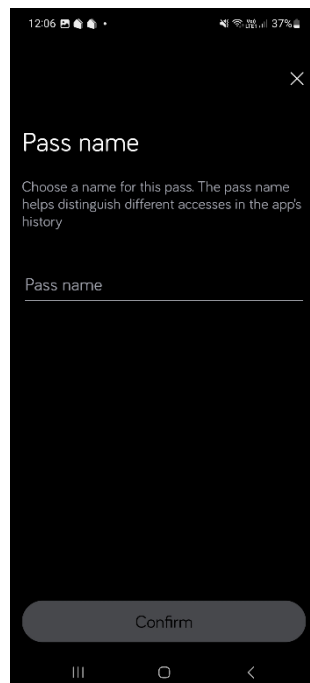 12:06
37%
Pass name
Choose a name for this pass. The pass name
helps distinguish different accesses in the app's
history
Pass name
Confirm